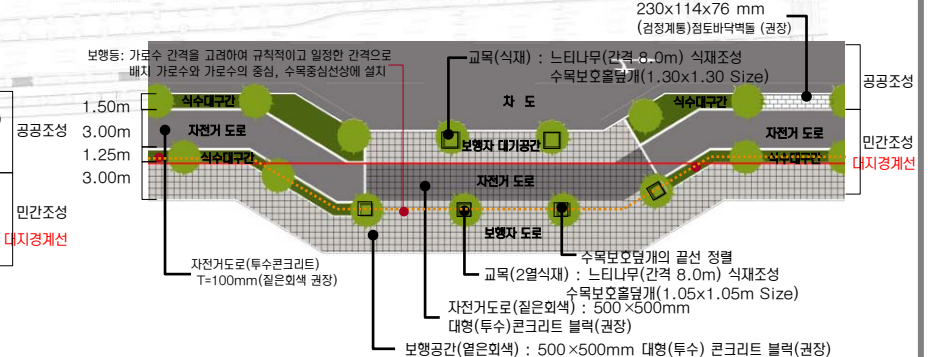 230x114x76 mm
(검정계통)점토바닥벽돌 (권장)
보행등: 가로수 간격을 고려하여 규칙적이고 일정한 간격으로
배치 가로수와 가로수의 중심, 수목중심선상에 설치
교목(식재) : 느티나무(간격 8.0m) 식재조성
수목보호홀덮개(1.30x1.30 Size)
공공조성
차 도
식수대구간
식수대구간
1.50m
3.00m
1.25m
3.00m
공공조성
자전거 도로
자전거 도로
보행자 대기공간
민간조성
대지경계선
식수대구간
식수대구간
자전거 도로
민간조성
대지경계선
보행자 도로
수목보호덮개의 끝선 정렬
자전거도로(투수콘크리트)
T=100mm(짙은회색 권장)
교목(2열식재) : 느티나무(간격 8.0m) 식재조성
수목보호홀덮개(1.05x1.05m Size)
자전거도로(짙은회색) : 500×500mm
대형(투수)콘크리트 블럭(권장)
보행공간(옅은회색) : 500×500mm 대형(투수) 콘크리트 블럭(권장)